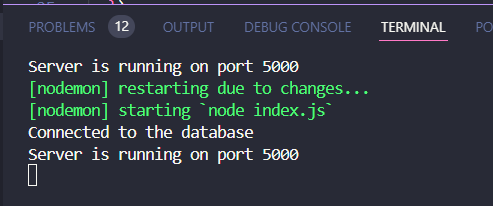 PROBLEMS 12 OUTPUT DEBUG CONSOLE TERMINAL PO
Server is running on port 5000
[nodemon] restarting due to changes...
[nodemon] starting `node index.js`
Connected to the database
Server is running on port 5000